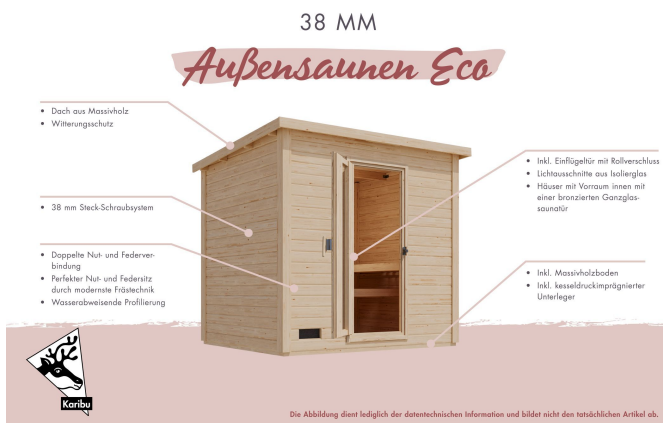 38 MM
Außensaunen Eco
• Dach aus Massivholz
• Witterungsschutz
• 38 mm Steck-Schraubsystem
• Doppelte Nut- und Federver-
bindung
• Perfekter Nut- und Federsitz
durch modernste Frästechnik
• Wasserabweisende Profilierung
• Inkl. Einflügeltür mit Rollverschluss
• Lichtausschnitte aus Isolierglas
• Häuser mit Vorraum innen mit
einer bronzierten Ganzglas-
saunatür
• Inkl. Massivholzboden
• Inkl. kesseldruckimprägnierter
Unterleger
Karibu
Die Abbildung dient lediglich der datentechnischen Information und bildet nicht den tatsächlichen Artikel ab.